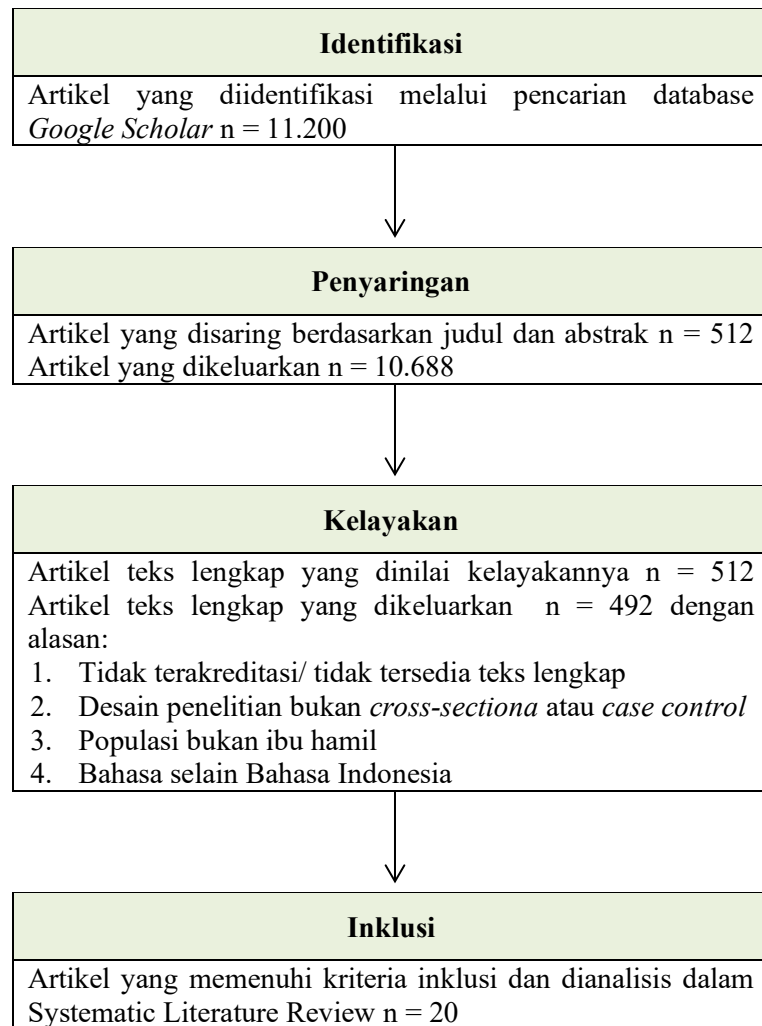 Identifikasi
Artikel yang diidentifikasi melalui pencarian database
Google Scholar n = 11.200
Penyaringan
Artikel yang disaring berdasarkan judul dan abstrak n = 512
Artikel yang dikeluarkan n = 10.688
Kelayakan
Artikel teks lengkap yang dinilai kelayakannya n = 512
Artikel teks lengkap yang dikeluarkan n = 492 dengan
alasan:
1. Tidak terakreditasi/ tidak tersedia teks lengkap
2. Desain penelitian bukan cross-sectiona atau case control
3. Populasi bukan ibu hamil
4. Bahasa selain Bahasa Indonesia
Inklusi
Artikel yang memenuhi kriteria inklusi dan dianalisis dalam
Systematic Literature Review n = 20